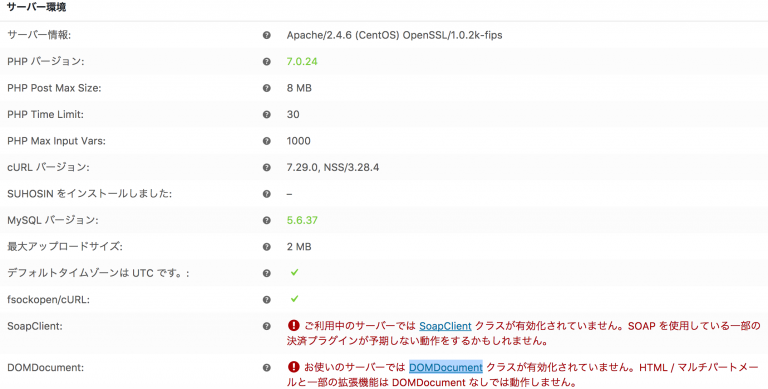 サーバー環境
サーバー情報: Apache/2.4.6 (CentOS) OpenSSL/1.0.2k-fips
PHP バージョン: 7.0.24
PHP Post Max Size: 8 MB
PHP Time Limit: 30
PHP Max Input Vars: 1000
cURL バージョン: 7.29.0, NSS/3.28.4
SUHOSIN をインストールしました: –
MySQL バージョン: 5.6.37
最大アップロードサイズ: 2 MB
デフォルトタイムゾーンは UTC です。: ✔
fsockopen/cURL: ✔
SoapClient: ご利用中のサーバーでは SoapClient クラスが有効化されていません。SOAP を使用している一部の
決済プラグインが予期しない動作をするかもしれません。
DOMDocument: お使いのサーバーでは DOMDocument クラスが有効化されていません。HTML / マルチパートメー
ルと一部の拡張機能は DOMDocument なしでは動作しません。